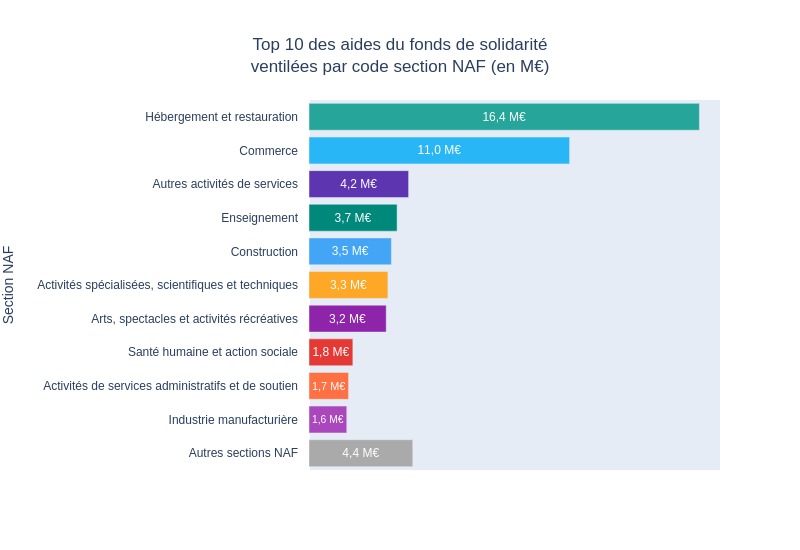 Top 10 des aides du fonds de solidarité
ventilées par code section NAF (en M€)
Section NAF
Hébergement et restauration 16,4 M€
Commerce 11,0 M€
Autres activités de services 4,2 M€
Enseignement 3,7 M€
Construction 3,5 M€
Activités spécialisées, scientifiques et techniques 3,3 M€
Arts, spectacles et activités récréatives 3,2 M€
Santé humaine et action sociale 1,8 M€
Activités de services administratifs et de soutien 1,7 M€
Industrie manufacturière 1,6 M€
Autres sections NAF 4,4 M€